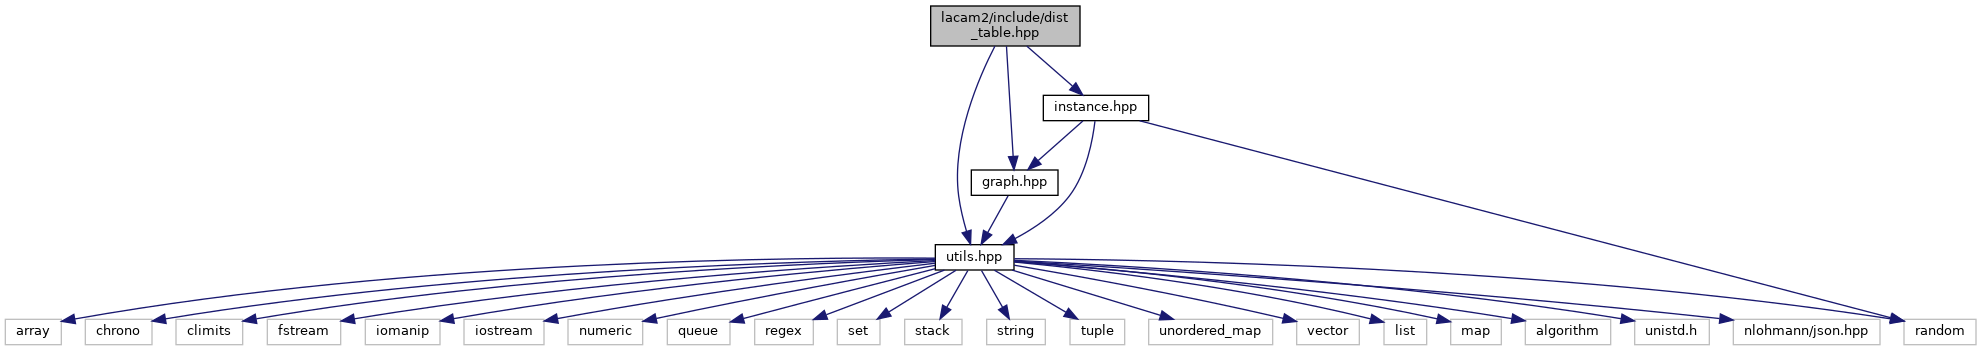 lacam2/include/dist
_table.hpp
instance.hpp
graph.hpp
utils.hpp
array
chrono
climits
fstream
iomanip
iostream
numeric
queue
regex
set
stack
string
tuple
unordered_map
vector
list
map
algorithm
unistd.h
nlohmann/json.hpp
random